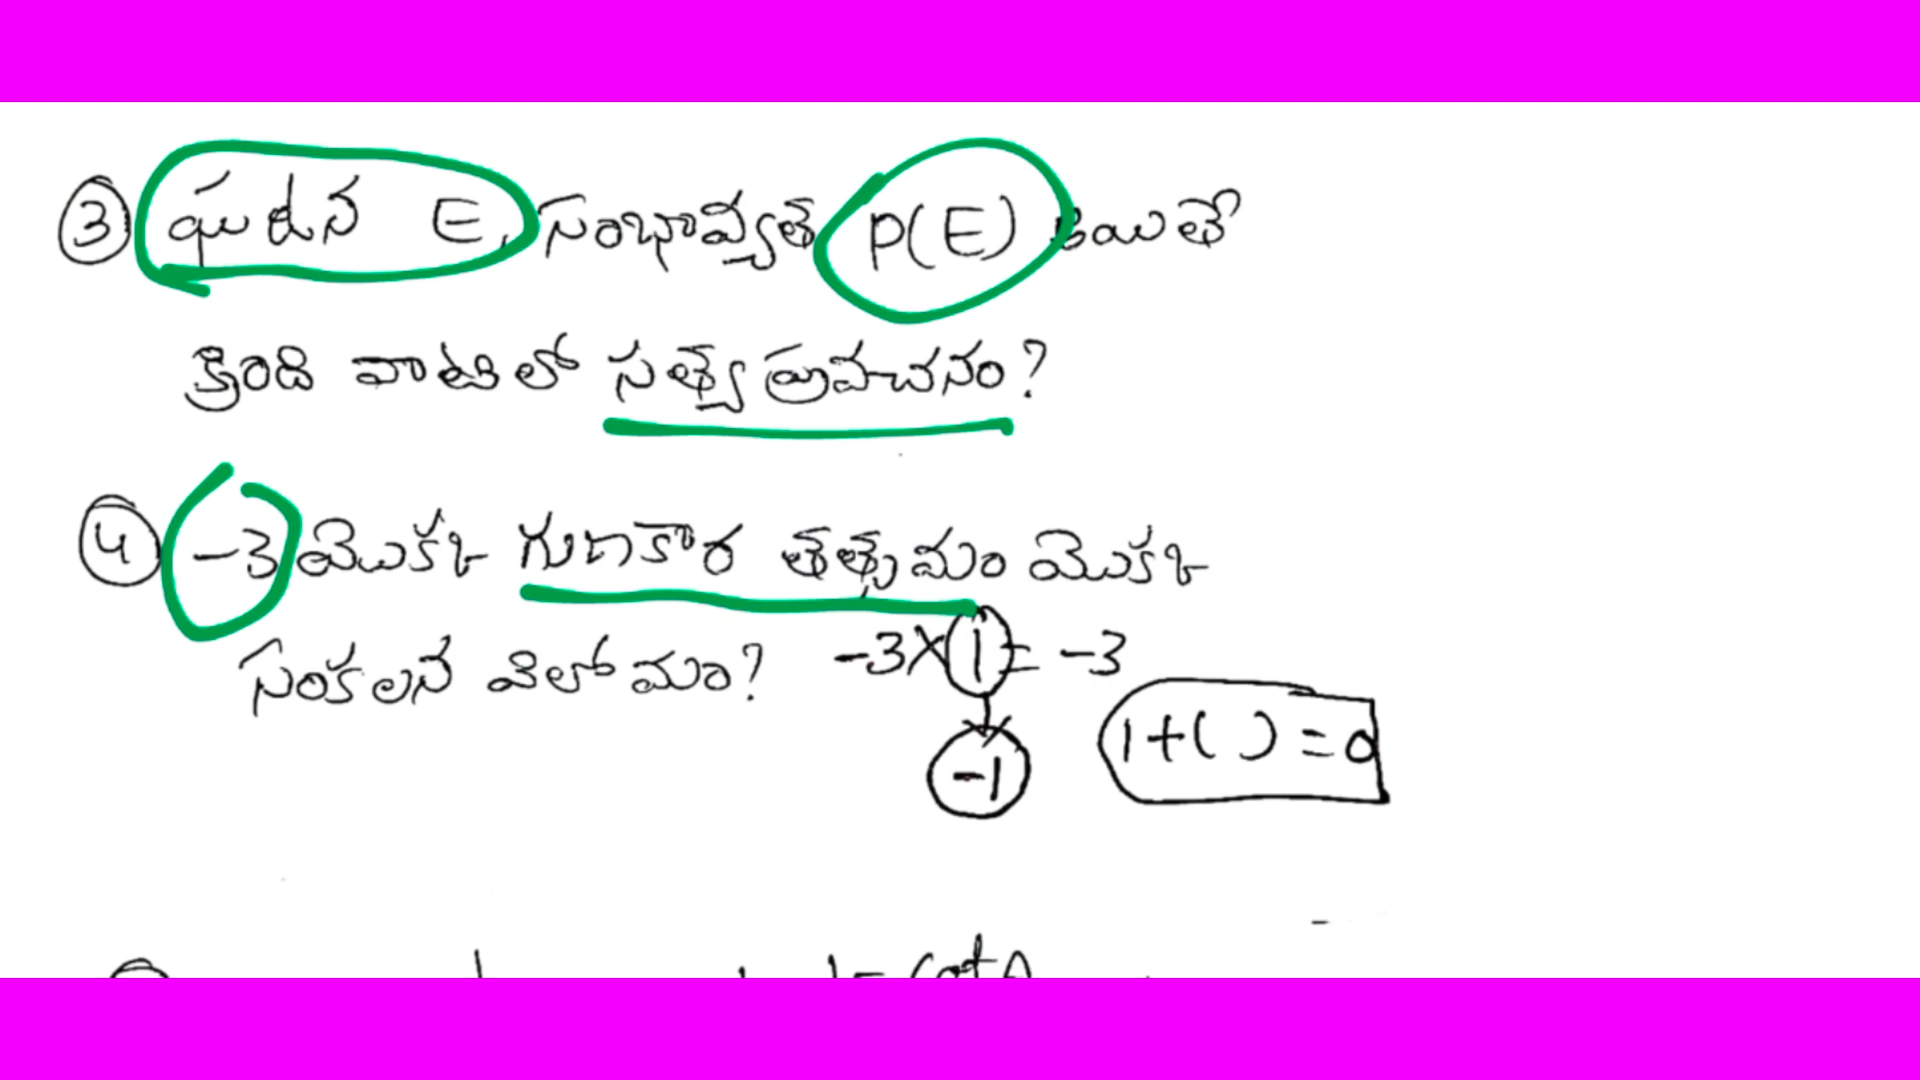 ③ ఘటన E, సంభావ్యత P(E) అయితే
క్రింది వాటిలో సత్య ప్రవచనం?
④ -3 యొక్క గుణకార తత్సమం యొక్క
సంకలన విలోమం? -3×1 = -3
-1 1+( ) = 0